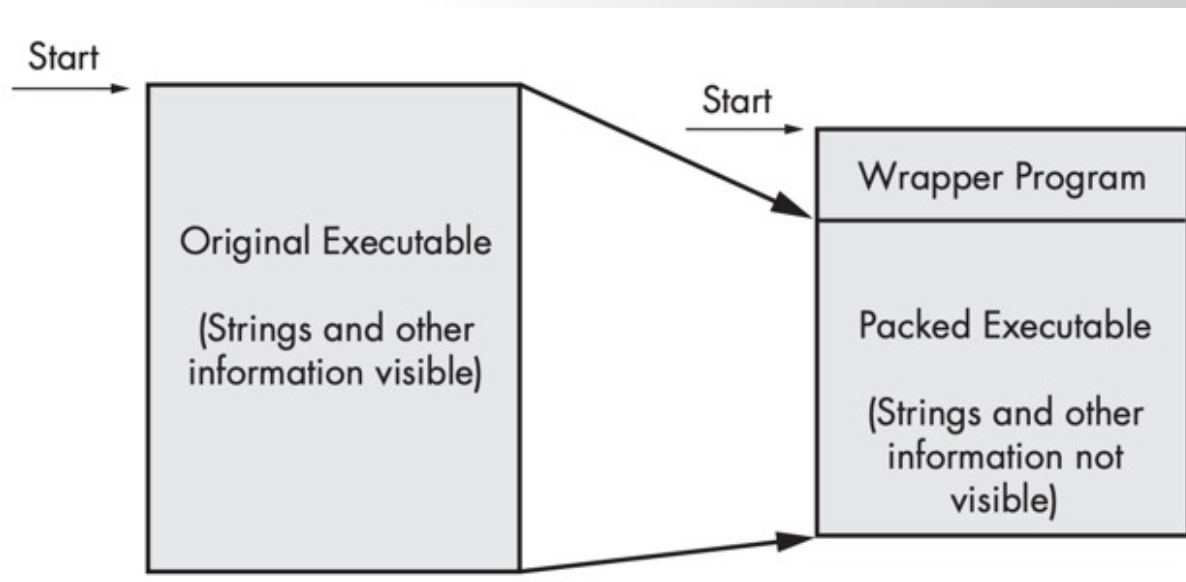 Start
Original Executable
(Strings and other
information visible)
Start
Wrapper Program
Packed Executable
(Strings and other
information not
visible)